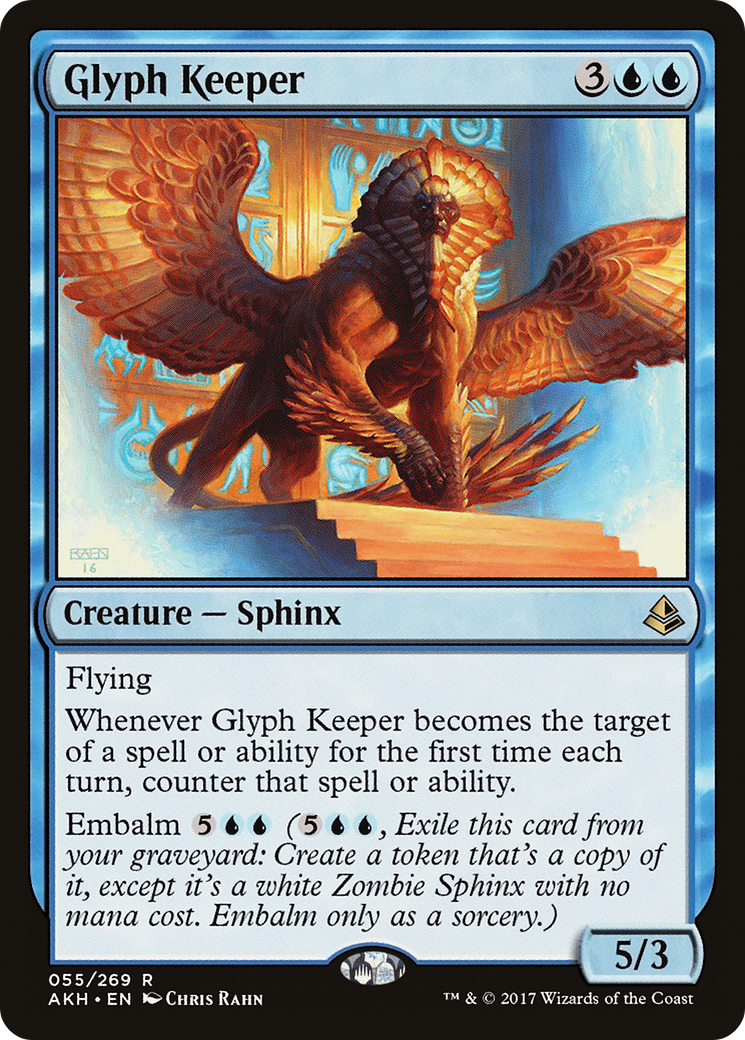 Glyph Keeper 3
RAHN
16
Creature — Sphinx
Flying
Whenever Glyph Keeper becomes the target
of a spell or ability for the first time each
turn, counter that spell or ability.
Embalm 5 (5, Exile this card from
your graveyard: Create a token that's a copy of
it, except it's a white Zombie Sphinx with no
mana cost. Embalm only as a sorcery.)
5/3
055/269 R
AKH • EN Chris Rahn
™ & © 2017 Wizards of the Coast